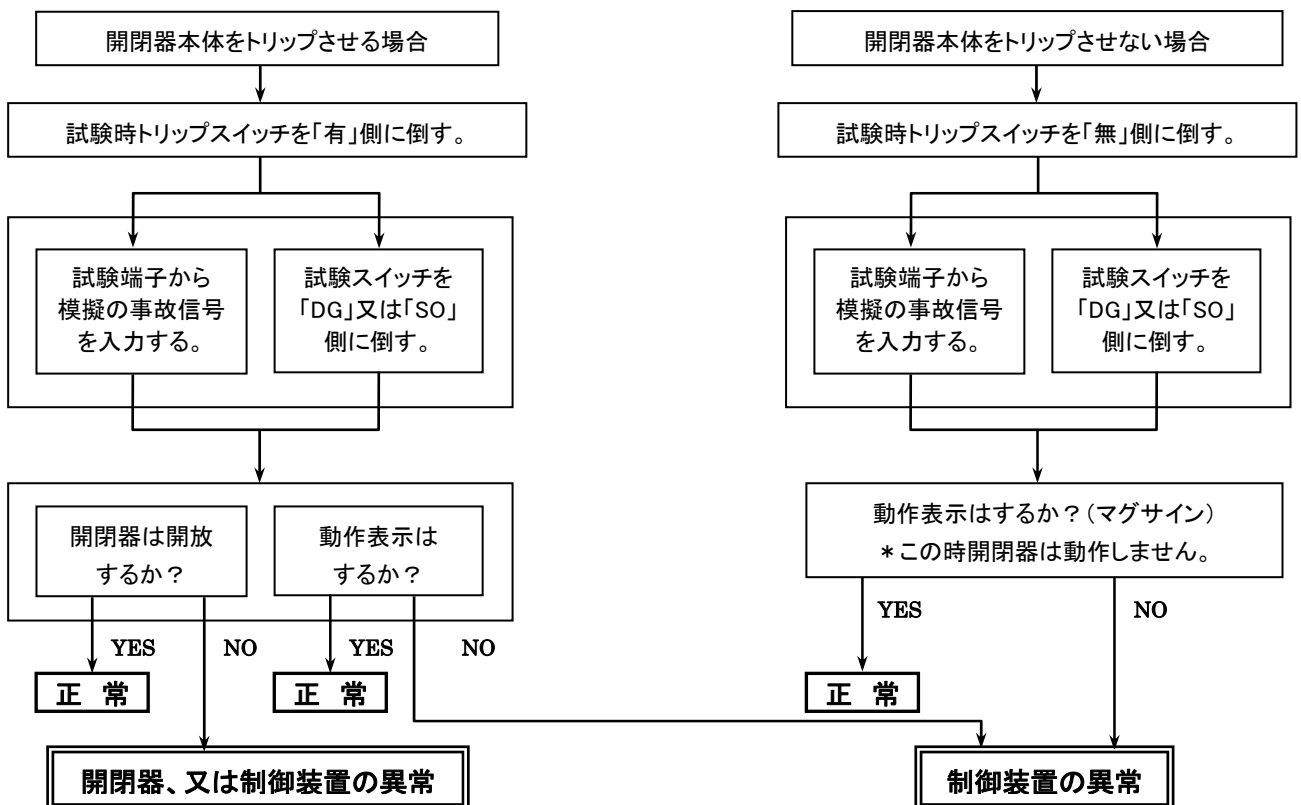 開閉器本体をトリップさせる場合
試験時トリップスイッチを「有」側に倒す。
試験端子から
模擬の事故信号
を入力する。
試験スイッチを
「DG」又は「SO」
側に倒す。
開閉器は開放
するか？
動作表示は
するか？
YES
NO
YES
NO
正 常
正 常
開閉器、又は制御装置の異常
開閉器本体をトリップさせない場合
試験時トリップスイッチを「無」側に倒す。
試験端子から
模擬の事故信号
を入力する。
試験スイッチを
「DG」又は「SO」
側に倒す。
動作表示はするか？（マグサイン）
＊この時開閉器は動作しません。
YES
NO
正 常
制御装置の異常